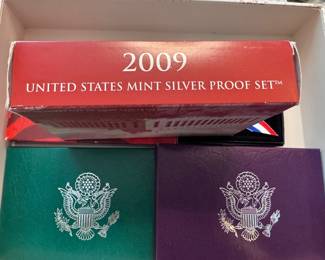 2009
UNITED STATES MINT SILVER PROOF SET™